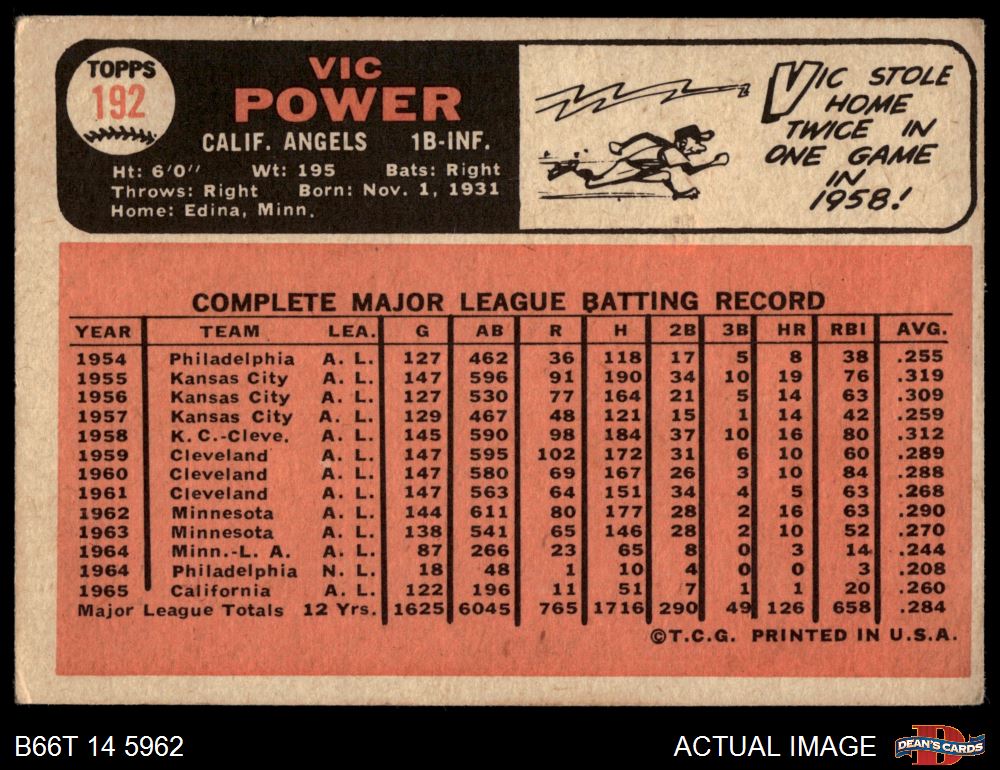 TOPPS
192
VIC
POWER
CALIF. ANGELS 1B-INF.
Ht: 6'0" Wt: 195 Bats: Right
Throws: Right Born: Nov. 1, 1931
Home: Edina, Minn.
VIC STOLE
HOME
TWICE IN
ONE GAME
IN
1958!
COMPLETE MAJOR LEAGUE BATTING RECORD
YEAR TEAM LEA. G AB R H 2B 3B HR RBI AVG.
1954 Philadelphia A. L. 127 462 36 118 17 5 8 38 .255
1955 Kansas City A. L. 147 596 91 190 34 10 19 76 .319
1956 Kansas City A. L. 127 530 77 164 21 5 14 63 .309
1957 Kansas City A. L. 129 467 48 121 15 1 14 42 .259
1958 K. C.-Cleve. A. L. 145 590 98 184 37 10 16 80 .312
1959 Cleveland A. L. 147 595 102 172 31 6 10 60 .289
1960 Cleveland A. L. 147 580 69 167 26 3 10 84 .288
1961 Cleveland A. L. 147 563 64 151 34 4 5 63 .268
1962 Minnesota A. L. 144 611 80 177 28 2 16 63 .290
1963 Minnesota A. L. 138 541 65 146 28 2 10 52 .270
1964 Minn.-L. A. A. L. 87 266 23 65 8 0 3 14 .244
1964 Philadelphia N. L. 18 48 1 10 4 0 0 3 .208
1965 California A. L. 122 196 11 51 7 1 1 20 .260
Major League Totals 12 Yrs. 1625 6045 765 1716 290 49 126 658 .284
©T.C.G. PRINTED IN U.S.A.
B66T 14 5962
ACTUAL IMAGE
D
DEAN'S CARDS